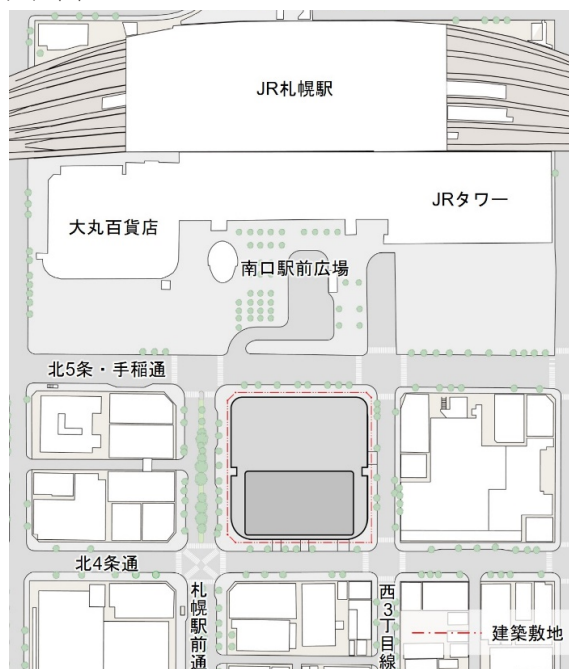 JR札幌駅
JRタワー
大丸百貨店
南口駅前広場
北5条・手稲通
北4条通
札幌駅前通
西3丁目線
建築敷地